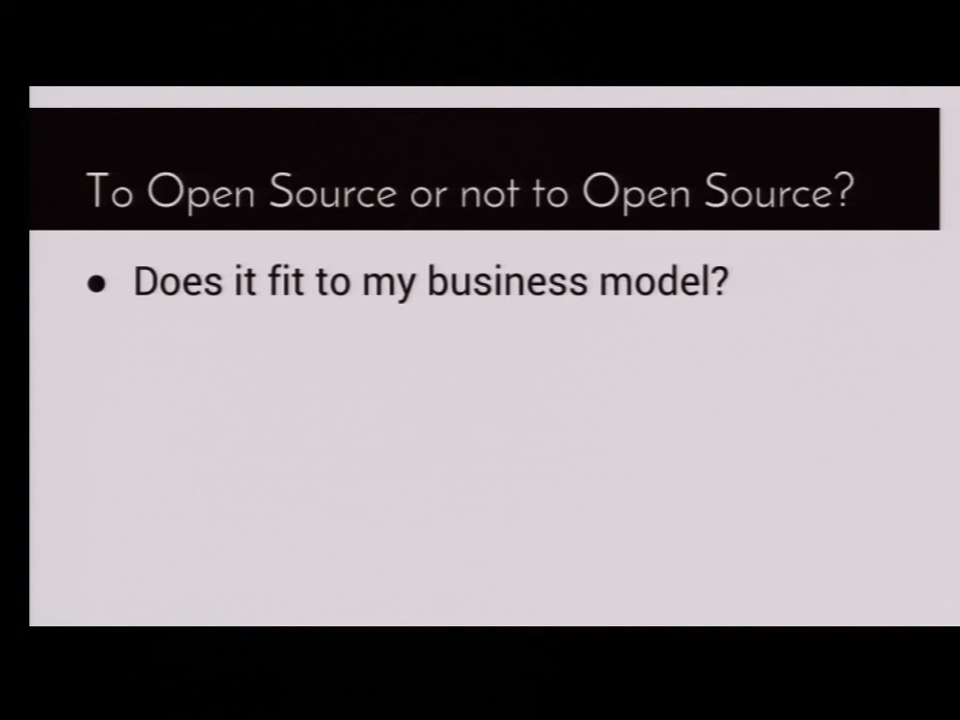 To Open Source or not to Open Source?
● Does it fit to my business model?